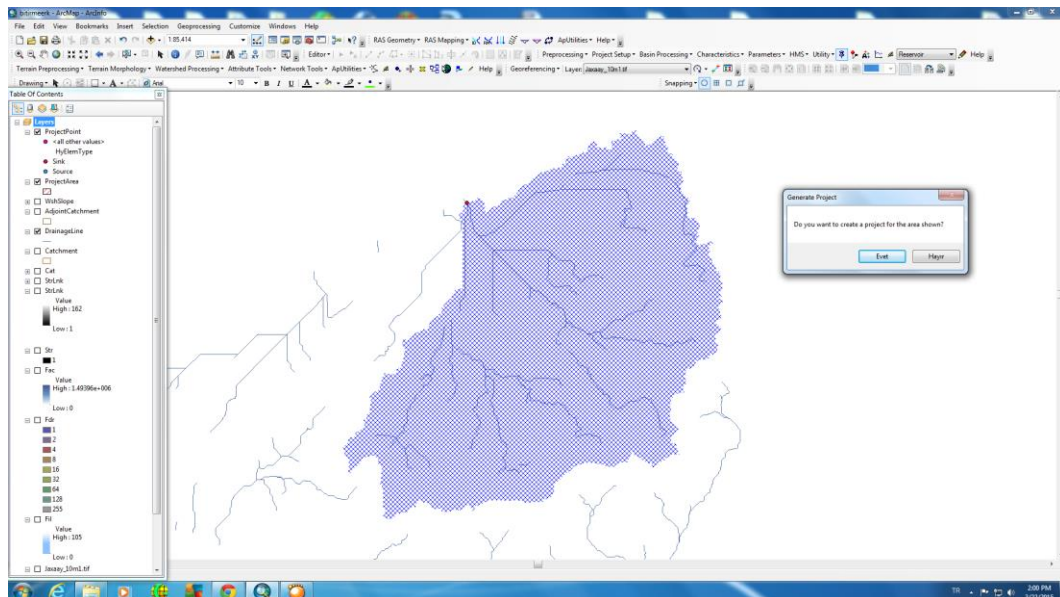 bitirmeerk - ArcMap - ArcInfo
File Edit View Bookmarks Insert Selection Geoprocessing Customize Windows Help
1:85.414 RAS Geometry RAS Mapping ApUtilities Help
Editor Preprocessing Project Setup Basin Processing Characteristics Parameters HMS Utility Reservoir Help
Terrain Preprocessing Terrain Morphology Watershed Processing Attribute Tools Network Tools ApUtilities Help Georeferencing Layer:
Drawing Arial 10 B I U A Snapping
Table Of Contents
Layers
ProjectPoint
<all other values>
HyElemType
Sink
Source
ProjectArea
WshSlope
AdjointCatchment
DrainageLine
Catchment
Cat
StrLnk
StrLnk
Value
High : 162
Low : 1
Str
1
Fac
Value
High : 1.49396e+006
Low : 0
Fdr
1
2
4
8
16
32
64
128
255
Fil
Value
High : 105
Low : 0
Generate Project
Do you want to create a project for the area shown?
Evet Hayır
TR 2:00 PM